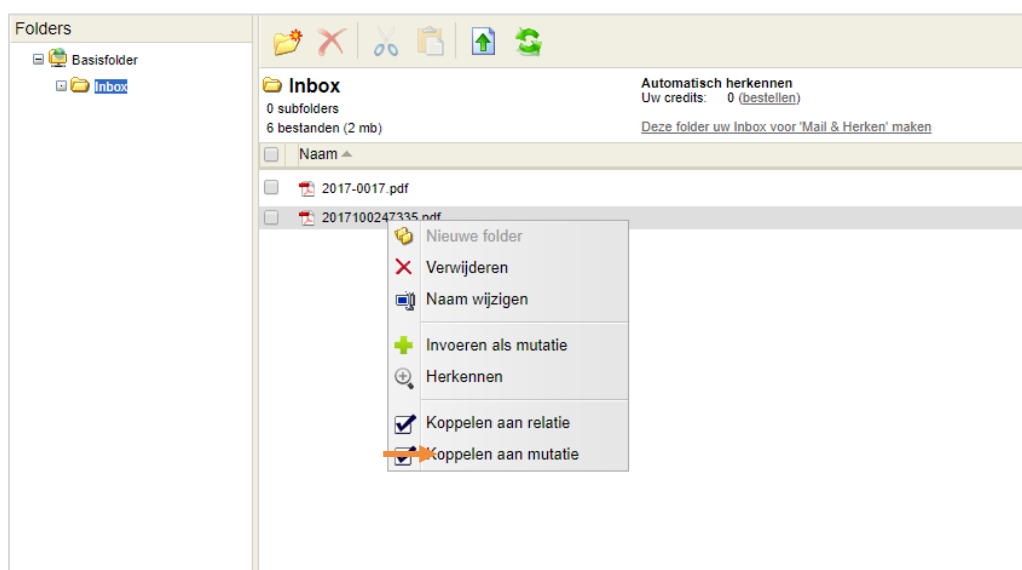 Folders
Basisfolder
Inbox
Inbox
0 subfolders
6 bestanden (2 mb)
Automatisch herkennen
Uw credits: 0 (bestellen)
Deze folder uw Inbox voor 'Mail & Herken' maken
Naam
2017-0017.pdf
2017100247335.pdf
Nieuwe folder
Verwijderen
Naam wijzigen
Invoeren als mutatie
Herkennen
Koppelen aan relatie
Koppelen aan mutatie